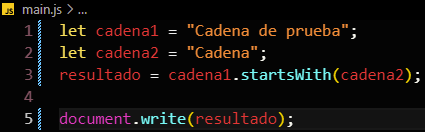 JS main.js > ...
1 let cadena1 = "Cadena de prueba";
2 let cadena2 = "Cadena";
3 resultado = cadena1.startsWith(cadena2);
4
5 document.write(resultado);